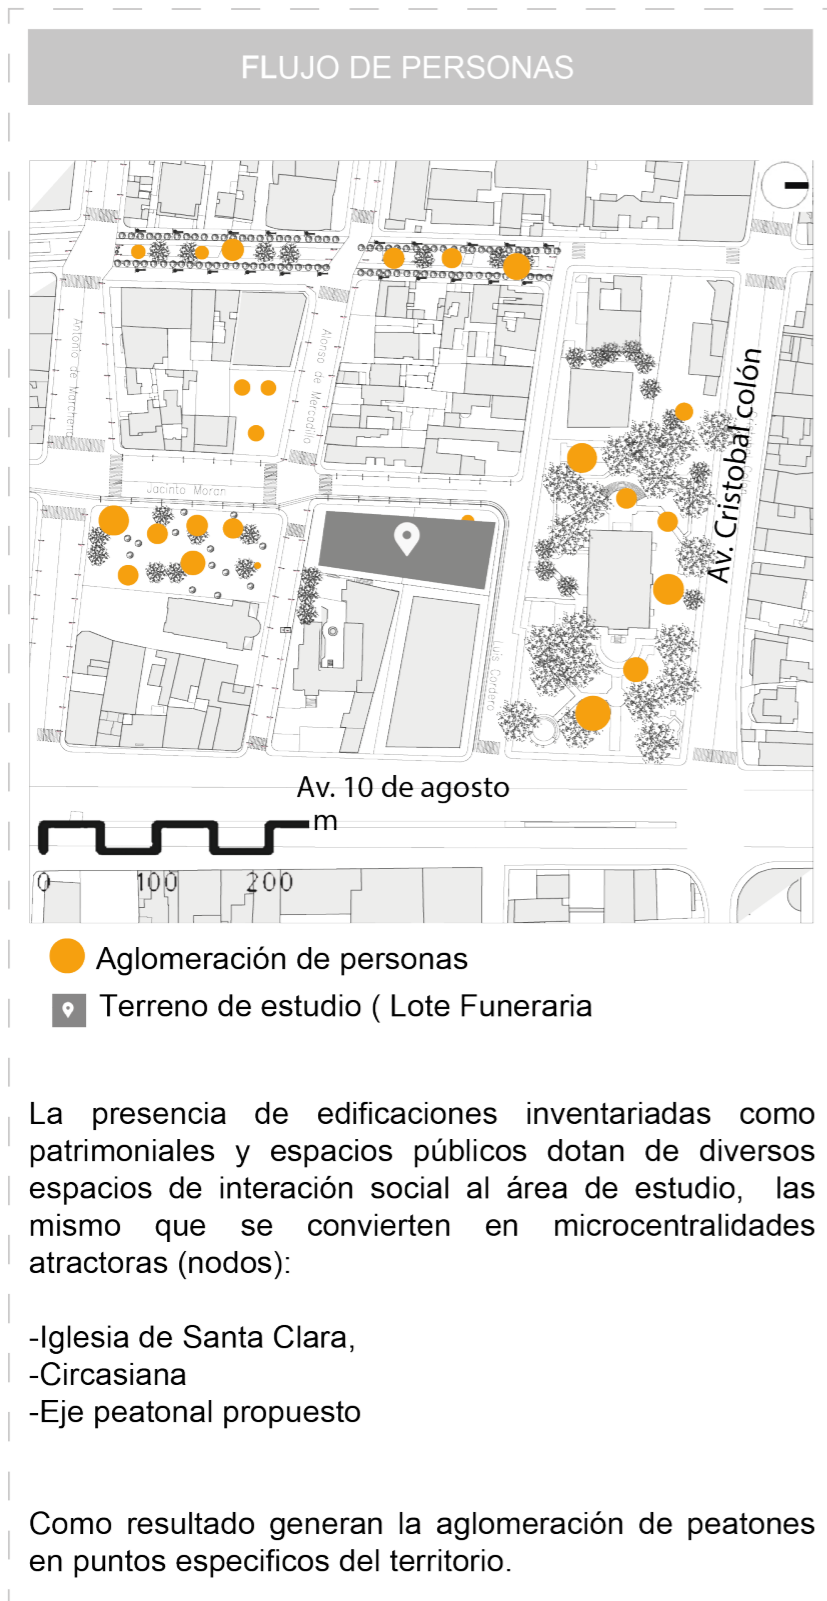 FLUJO DE PERSONAS
Antonio de Marchena
Alonso de Mercadillo
Av. Cristobal colón
Jacinto Moran
Luis Cordero
Av. 10 de agosto
m
0 100 200
Aglomeración de personas
Terreno de estudio ( Lote Funeraria
La presencia de edificaciones inventariadas como
patrimoniales y espacios públicos dotan de diversos
espacios de interación social al área de estudio, las
mismo que se convierten en microcentralidades
atractoras (nodos):
-Iglesia de Santa Clara,
-Circasiana
-Eje peatonal propuesto
Como resultado generan la aglomeración de peatones
en puntos especificos del territorio.